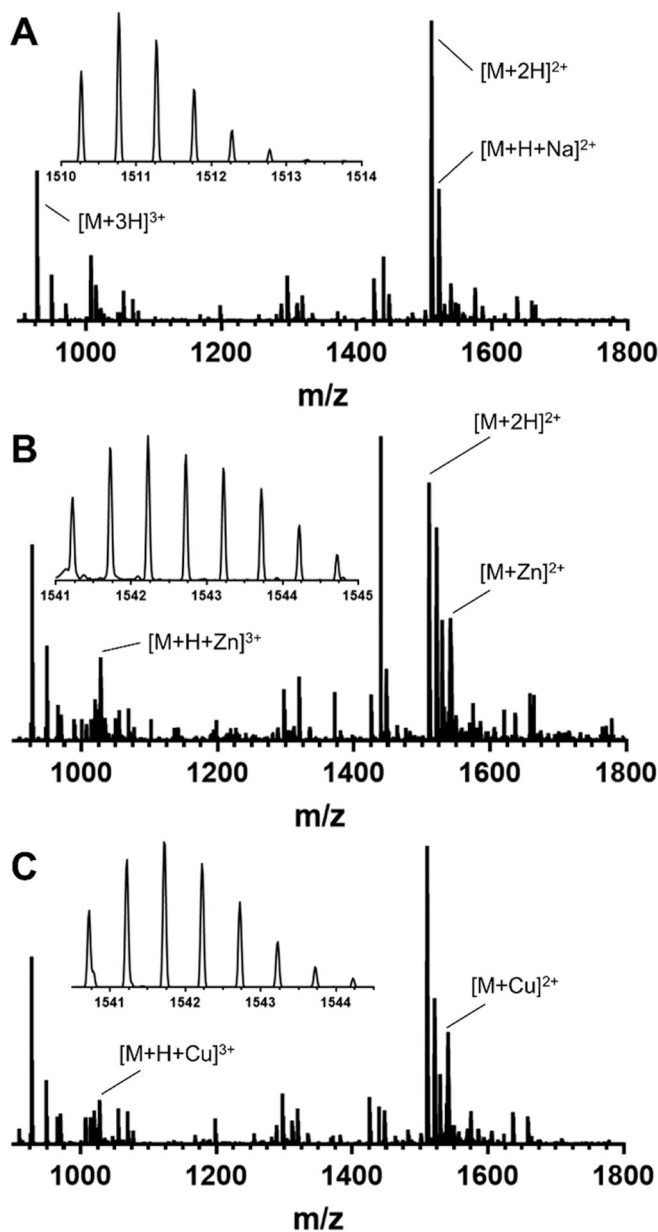 A
[M+2H]²⁺
[M+H+Na]²⁺
1510 1511 1512 1513 1514
[M+3H]³⁺
1000 1200 1400 1600 1800
m/z
B
[M+2H]²⁺
[M+Zn]²⁺
1541 1542 1543 1544 1545
[M+H+Zn]³⁺
1000 1200 1400 1600 1800
m/z
C
1541 1542 1543 1544
[M+Cu]²⁺
[M+H+Cu]³⁺
1000 1200 1400 1600 1800
m/z